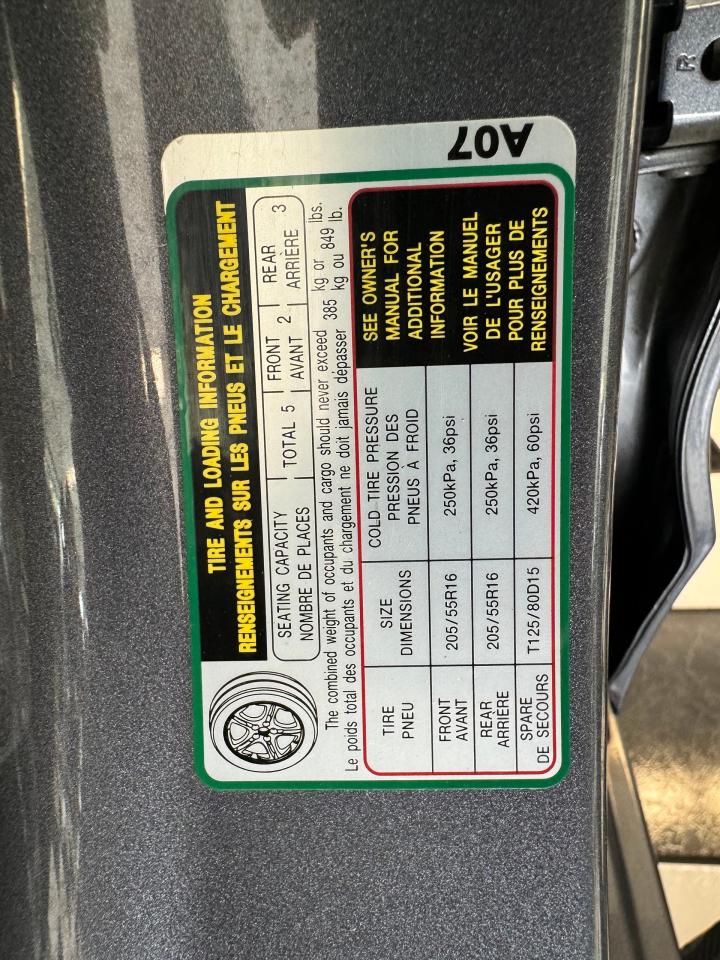 A07
TIRE AND LOADING INFORMATION
RENSEIGNEMENTS SUR LES PNEUS ET LE CHARGEMENT
SEATING CAPACITY
NOMBRE DE PLACES
TOTAL 5
FRONT
AVANT 2
REAR
ARRIÈRE 3
The combined weight of occupants and cargo should never exceed 385 kg or 849 lbs.
Le poids total des occupants et du chargement ne doit jamais dépasser 385 kg ou 849 lb.
TIRE
PNEU
SIZE
DIMENSIONS
COLD TIRE PRESSURE
PRESSION DES
PNEUS À FROID
FRONT
AVANT
205/55R16
250kPa, 36psi
REAR
ARRIÈRE
205/55R16
250kPa, 36psi
SPARE
DE SECOURS
T125/80D15
420kPa, 60psi
SEE OWNER'S
MANUAL FOR
ADDITIONAL
INFORMATION
VOIR LE MANUEL
DE L'USAGER
POUR PLUS DE
RENSEIGNEMENTS
R